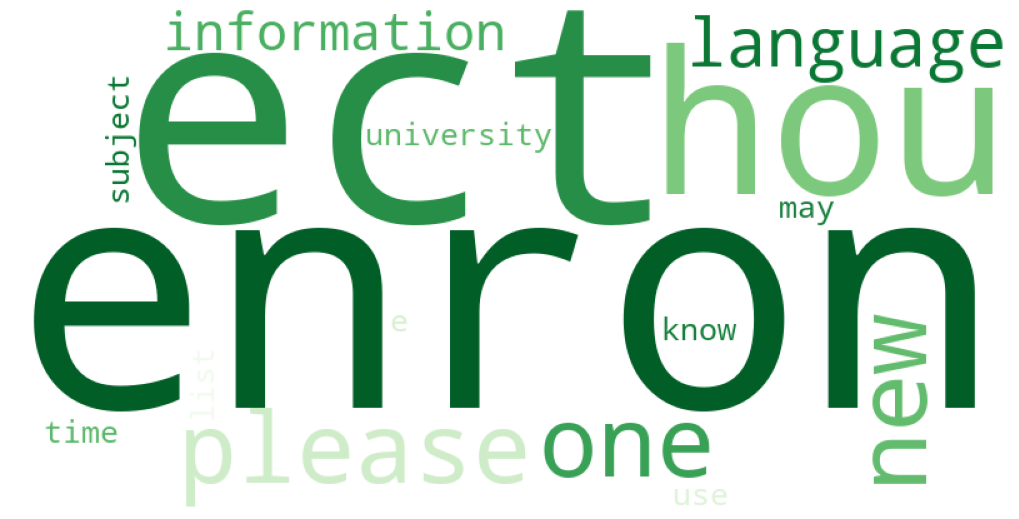 information
language
ect
hou
subject
university
may
enron
e
know
new
list
time
please
one
use